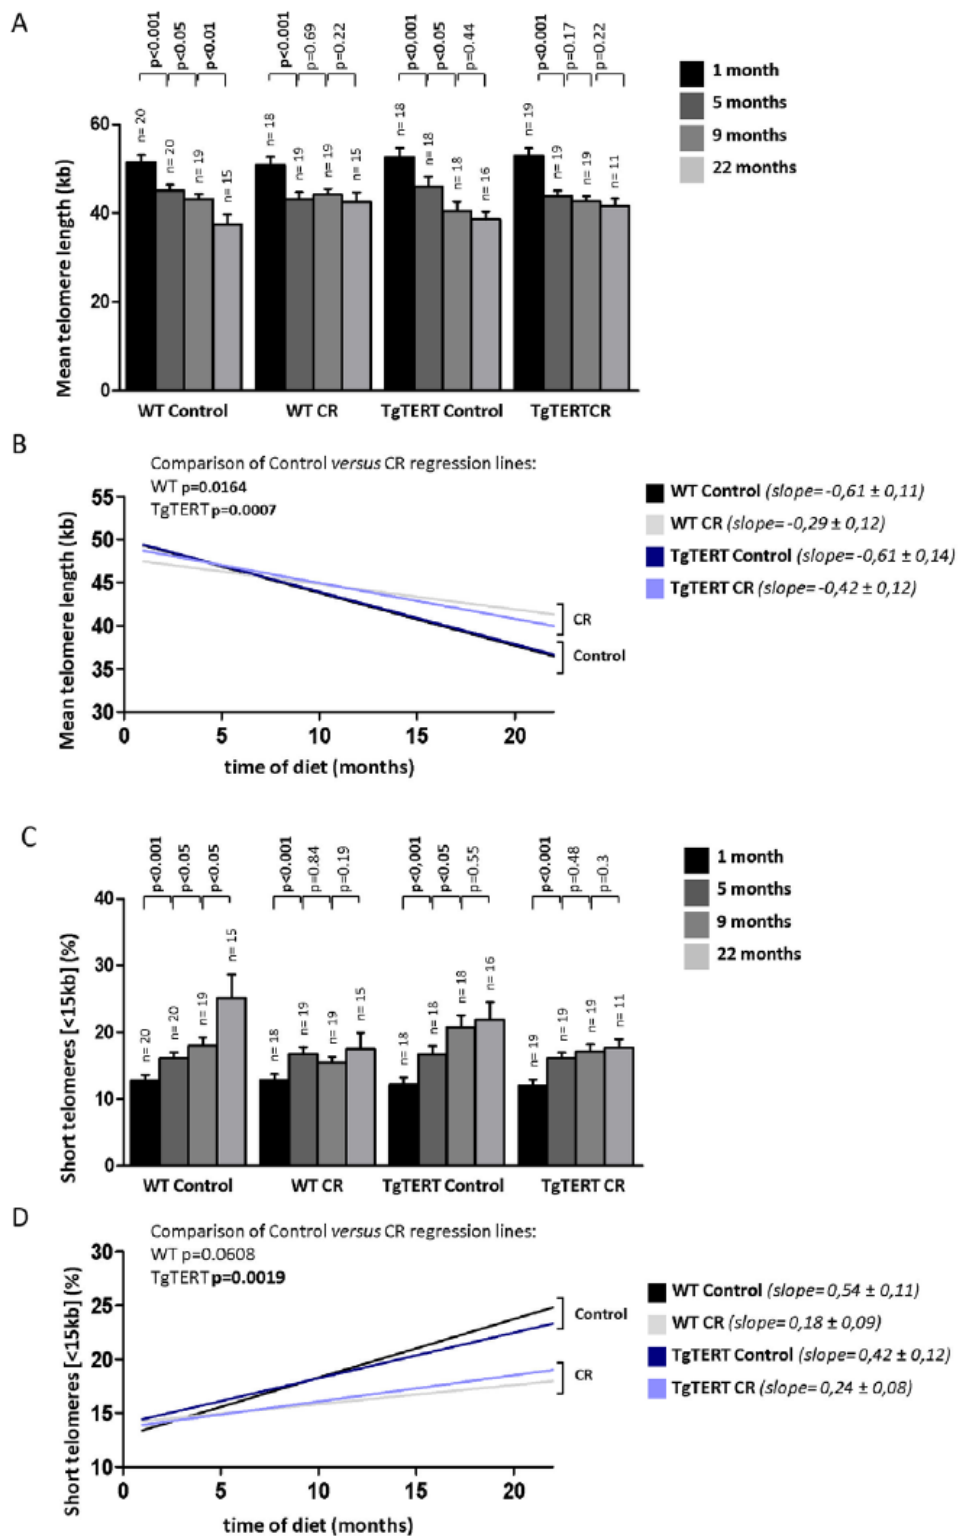 A
p<0.001
p<0.05
p<0.01
p<0.001
p=0.69
p=0.22
p<0,001
p<0.05
p=0.44
p<0.001
p=0.17
p=0.22
1 month
5 months
9 months
22 months
Mean telomere length (kb)
60
40
20
0
n= 20
n= 20
n= 19
n= 15
n= 18
n= 19
n= 19
n= 15
n= 18
n= 18
n= 18
n= 16
n= 19
n= 19
n= 19
n= 11
WT Control
WT CR
TgTERT Control
TgTERTCR
B
Comparison of Control versus CR regression lines:
WT p=0.0164
TgTERT p=0.0007
Mean telomere length (kb)
55
50
45
40
35
30
0
5
10
15
20
time of diet (months)
CR
Control
WT Control (slope= -0,61 ± 0,11)
WT CR (slope= -0,29 ± 0,12)
TgTERT Control (slope= -0,61 ± 0,14)
TgTERT CR (slope= -0,42 ± 0,12)
C
p<0.001
p<0.05
p<0.05
p<0.001
p=0.84
p=0.19
p<0,001
p<0.05
p=0.55
p<0.001
p=0.48
p=0.3
1 month
5 months
9 months
22 months
Short telomeres [<15kb] (%)
40
30
20
10
0
n= 20
n= 20
n= 19
n= 15
n= 18
n= 19
n= 19
n= 15
n= 18
n= 18
n= 18
n= 16
n= 19
n= 19
n= 19
n= 11
WT Control
WT CR
TgTERT Control
TgTERT CR
D
Comparison of Control versus CR regression lines:
WT p=0.0608
TgTERT p=0.0019
Short telomeres [<15kb] (%)
30
25
20
15
10
0
5
10
15
20
time of diet (months)
Control
CR
WT Control (slope= 0,54 ± 0,11)
WT CR (slope= 0,18 ± 0,09)
TgTERT Control (slope= 0,42 ± 0,12)
TgTERT CR (slope= 0,24 ± 0,08)